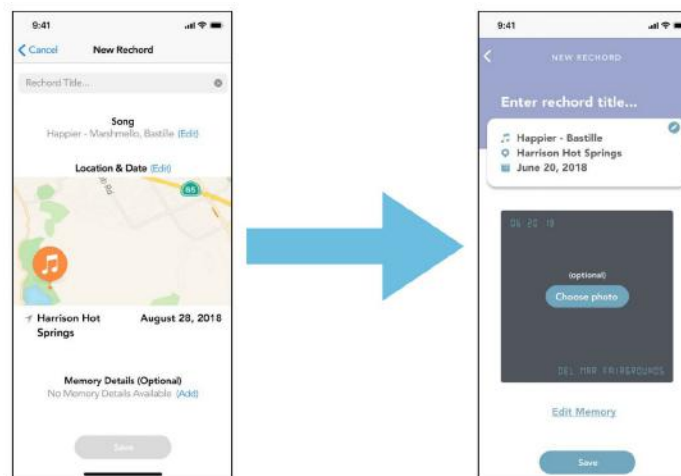 9:41
Cancel
New Rechord
Rechord Title...
Song
Happier - Marshmello, Bastille (Edit)
Location & Date (Edit)
65
Harrison Hot Springs
August 28, 2018
Memory Details (Optional)
No Memory Details Available (Add)
Save
9:41
NEW RECHORD
Enter rechord title...
Happier - Bastille
Harrison Hot Springs
June 20, 2018
06 20 18
(optional)
Choose photo
DEL MAR FAIRGROUNDS
Edit Memory
Save